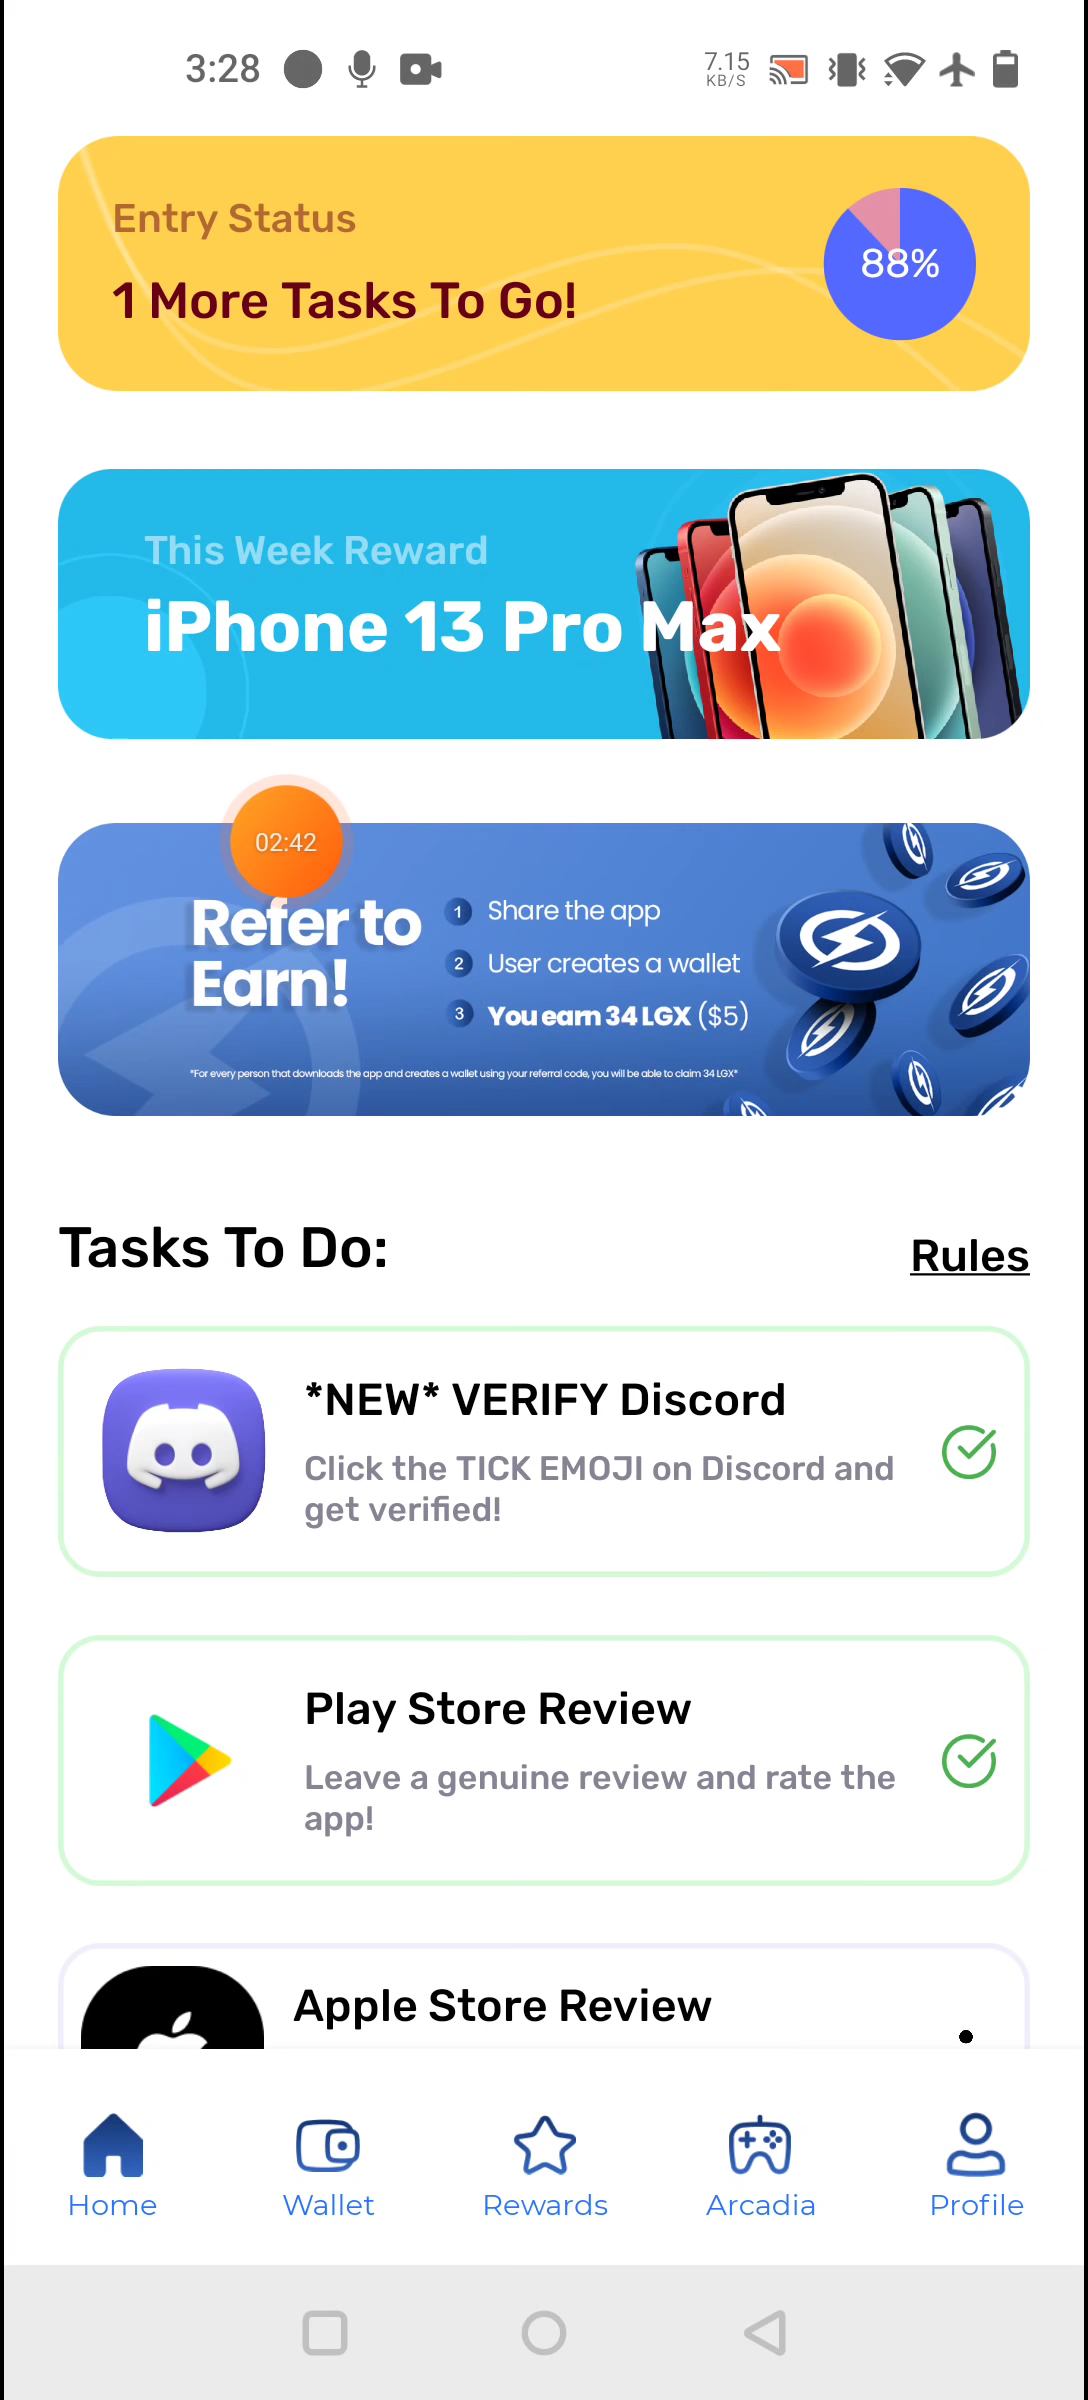 3:28
7.15
KB/S
Entry Status
1 More Tasks To Go!
88%
This Week Reward
iPhone 13 Pro Max
02:42
Refer to
Earn!
1 Share the app
2 User creates a wallet
3 You earn 34 LGX ($5)
*For every person that downloads the app and creates a wallet using your referral code, you will be able to claim 34 LGX*
Tasks To Do:
Rules
*NEW* VERIFY Discord
Click the TICK EMOJI on Discord and
get verified!
Play Store Review
Leave a genuine review and rate the
app!
Apple Store Review
Home
Wallet
Rewards
Arcadia
Profile